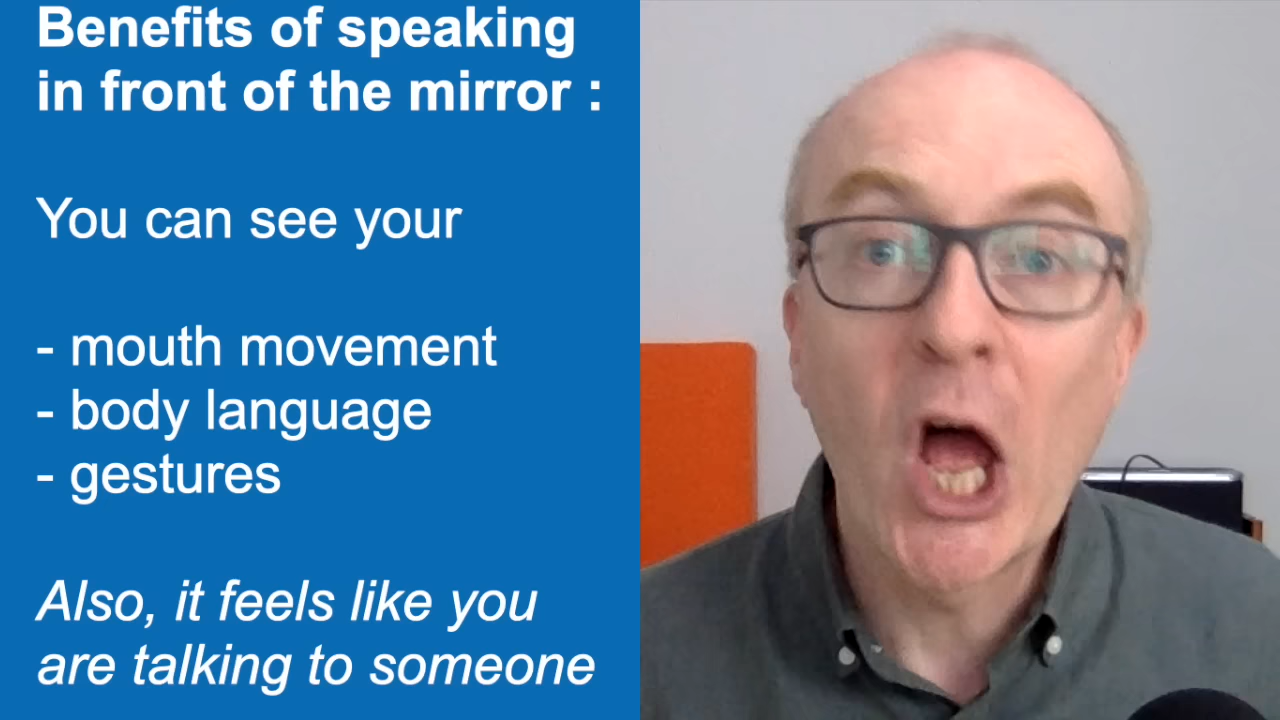 Benefits of speaking
in front of the mirror :
You can see your
- mouth movement
- body language
- gestures
Also, it feels like you
are talking to someone